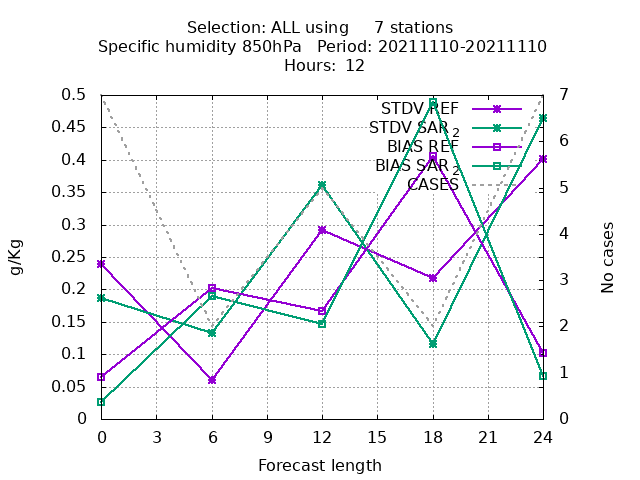 Selection: ALL using     7 stations
Specific humidity 850hPa   Period: 20211110-20211110
Hours: 12
g/Kg
No cases
0.5
0.45
0.4
0.35
0.3
0.25
0.2
0.15
0.1
0.05
0
7
6
5
4
3
2
1
0
STDV REF
STDV SAR2
BIAS REF
BIAS SAR2
CASES
0 3 6 9 12 15 18 21 24
Forecast length